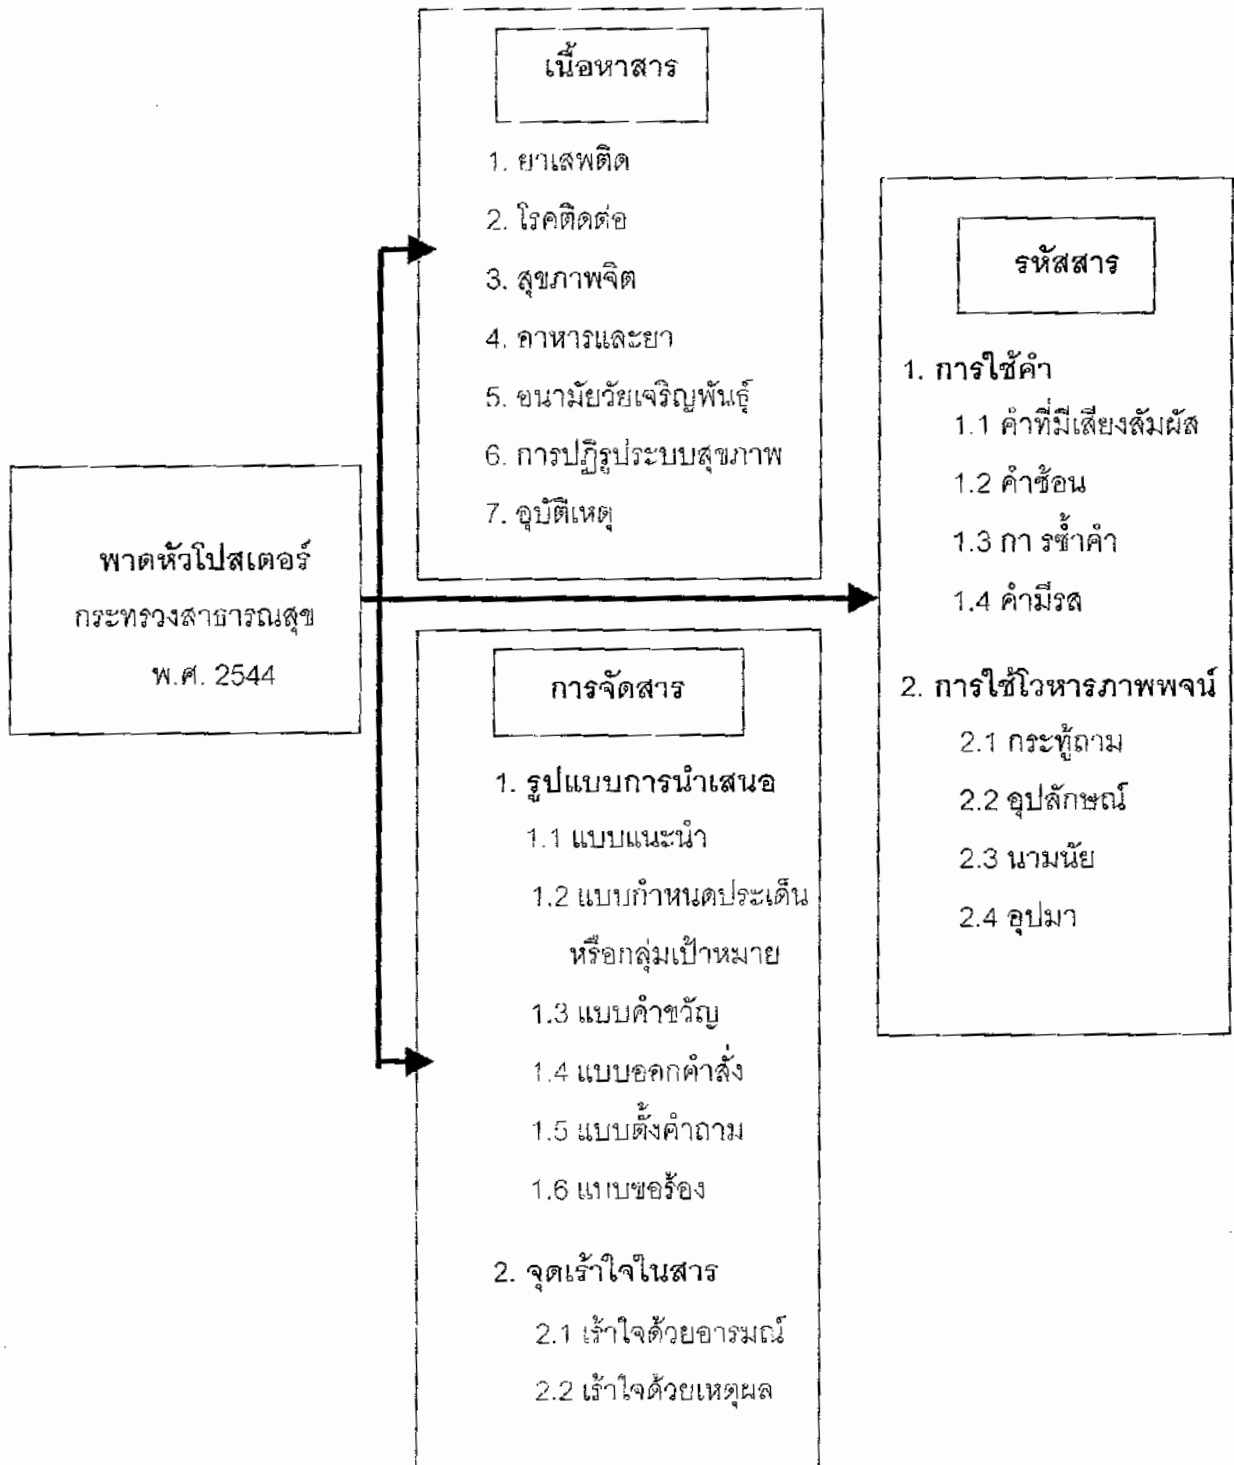 พาดหัวโปสเตอร์
กระทรวงสาธารณสุข
พ.ศ. 2544
เนื้อหาสาร
1. ยาเสพติด
2. โรคติดต่อ
3. สุขภาพจิต
4. อาหารและยา
5. อนามัยวัยเจริญพันธุ์
6. การปฏิรูประบบสุขภาพ
7. อุบัติเหตุ
การจัดสาร
1. รูปแบบการนำเสนอ
1.1 แบบแนะนำ
1.2 แบบกำหนดประเด็น
หรือกลุ่มเป้าหมาย
1.3 แบบคำขวัญ
1.4 แบบออกคำสั่ง
1.5 แบบตั้งคำถาม
1.6 แบบขอร้อง
2. จุดเร้าใจในสาร
2.1 เร้าใจด้วยอารมณ์
2.2 เร้าใจด้วยเหตุผล
รหัสสาร
1. การใช้คำ
1.1 คำที่มีเสียงสัมผัส
1.2 คำซ้อน
1.3 กา รซ้ำคำ
1.4 คำมีรส
2. การใช้โวหารภาพพจน์
2.1 กระทู้ถาม
2.2 อุปลักษณ์
2.3 นามนัย
2.4 อุปมา